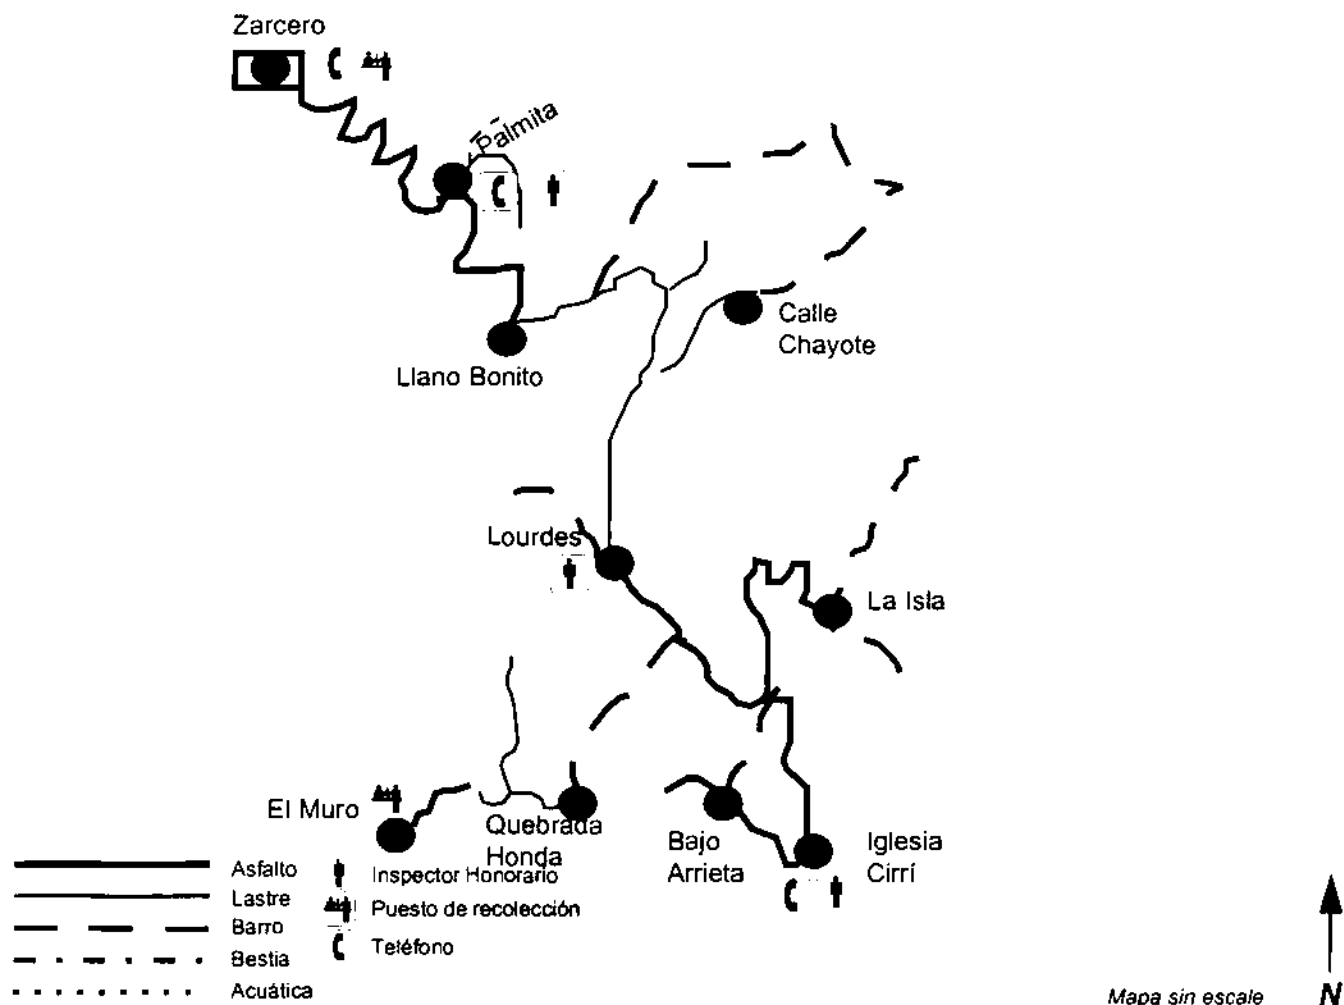 Zarcero
Palmita
Calle
Chayote
Llano Bonito
Lourdes
La Isla
El Muro
Quebrada
Honda
Bajo
Arrieta
Iglesia
Cirrí
Asfalto
Lastre
Barro
Bestia
Acuática
Inspector Honorario
Puesto de recolección
Teléfono
Mapa sin escale
N